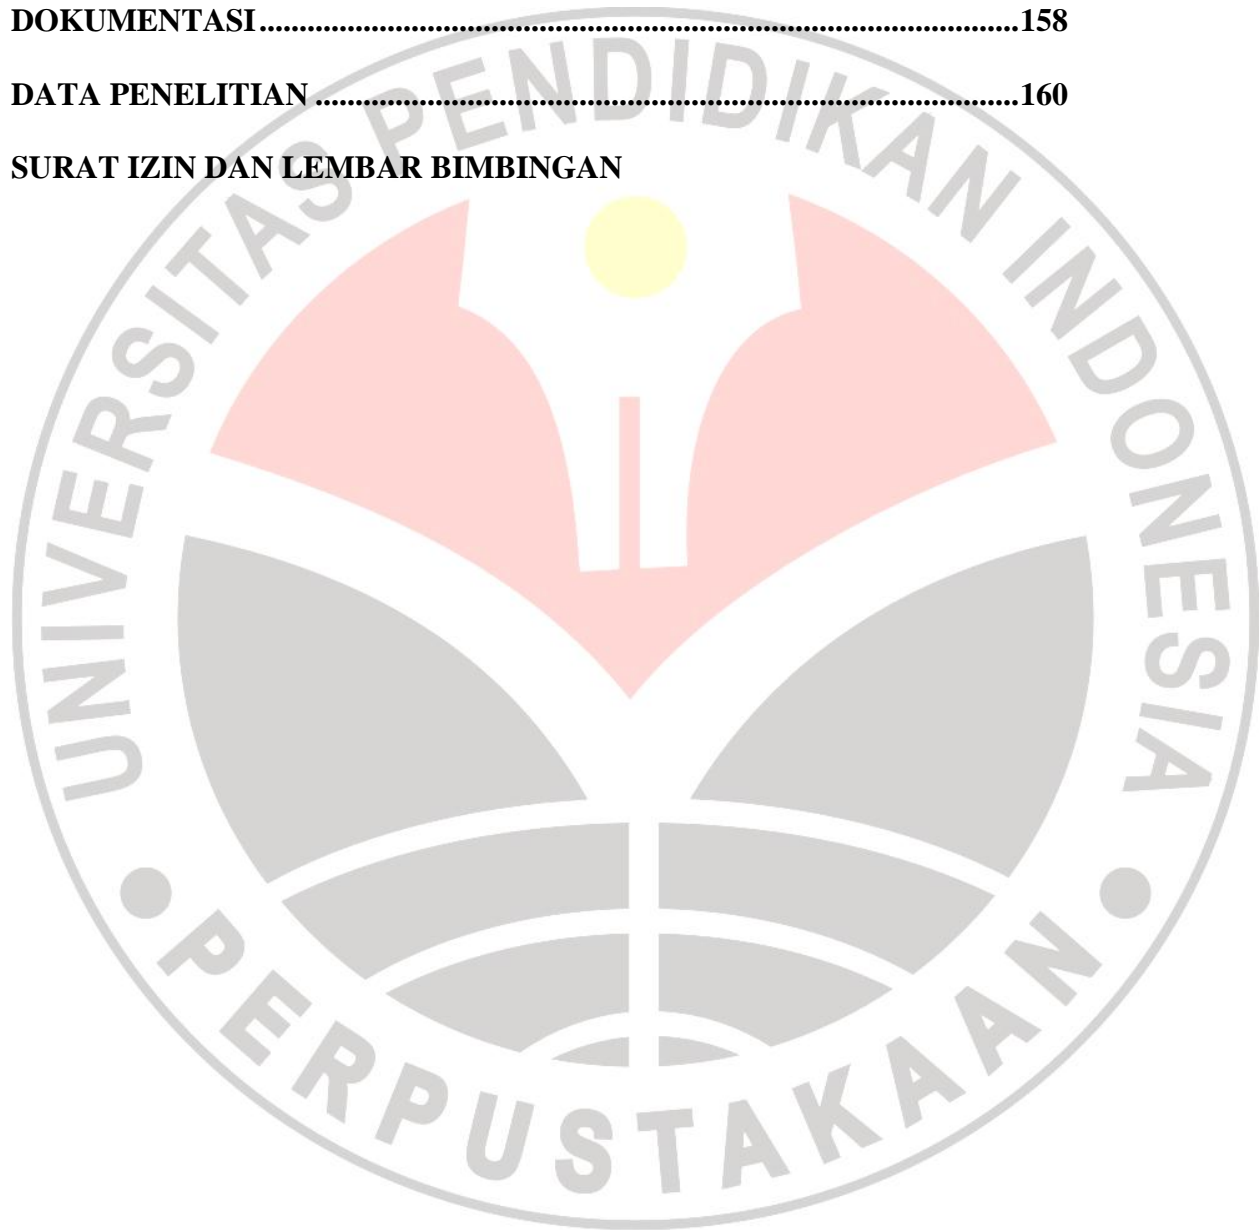 DOKUMENTASI ........................................................................................... 158
DATA PENELITIAN .................................................................................... 160
SURAT IZIN DAN LEMBAR BIMBINGAN
UNIVERSITAS PENDIDIKAN INDONESIA
PERPUSTAKAAN